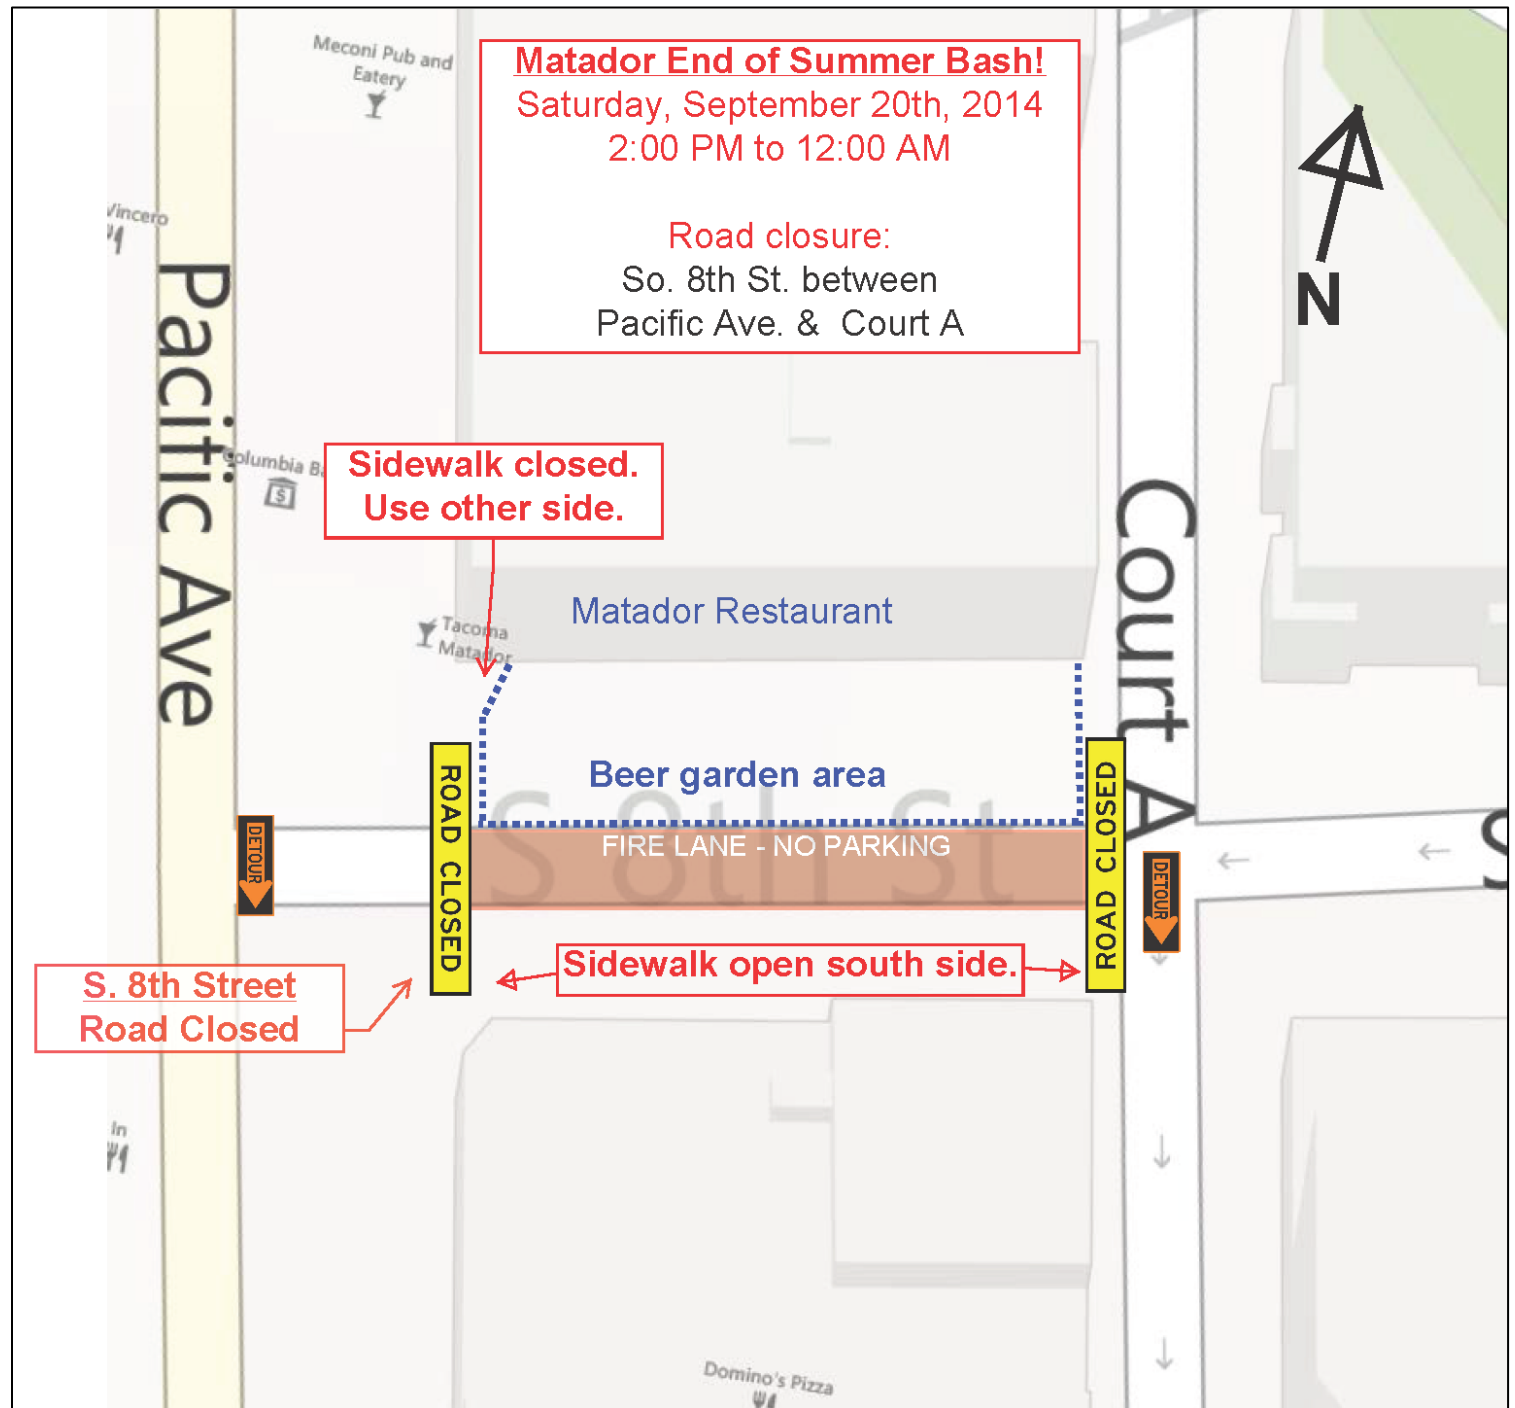 Meconi Pub and
Eatery
Matador End of Summer Bash!
Saturday, September 20th, 2014
2:00 PM to 12:00 AM
Road closure:
So. 8th St. between
Pacific Ave. & Court A
N
Vincero
Pacific Ave
Columbia Ba
Sidewalk closed.
Use other side.
Court A
Matador Restaurant
Tacoma
Matador
Beer garden area
S 8th St
FIRE LANE - NO PARKING
ROAD CLOSED
ROAD CLOSED
DETOUR
DETOUR
S
Sidewalk open south side.
S. 8th Street
Road Closed
In
Domino's Pizza